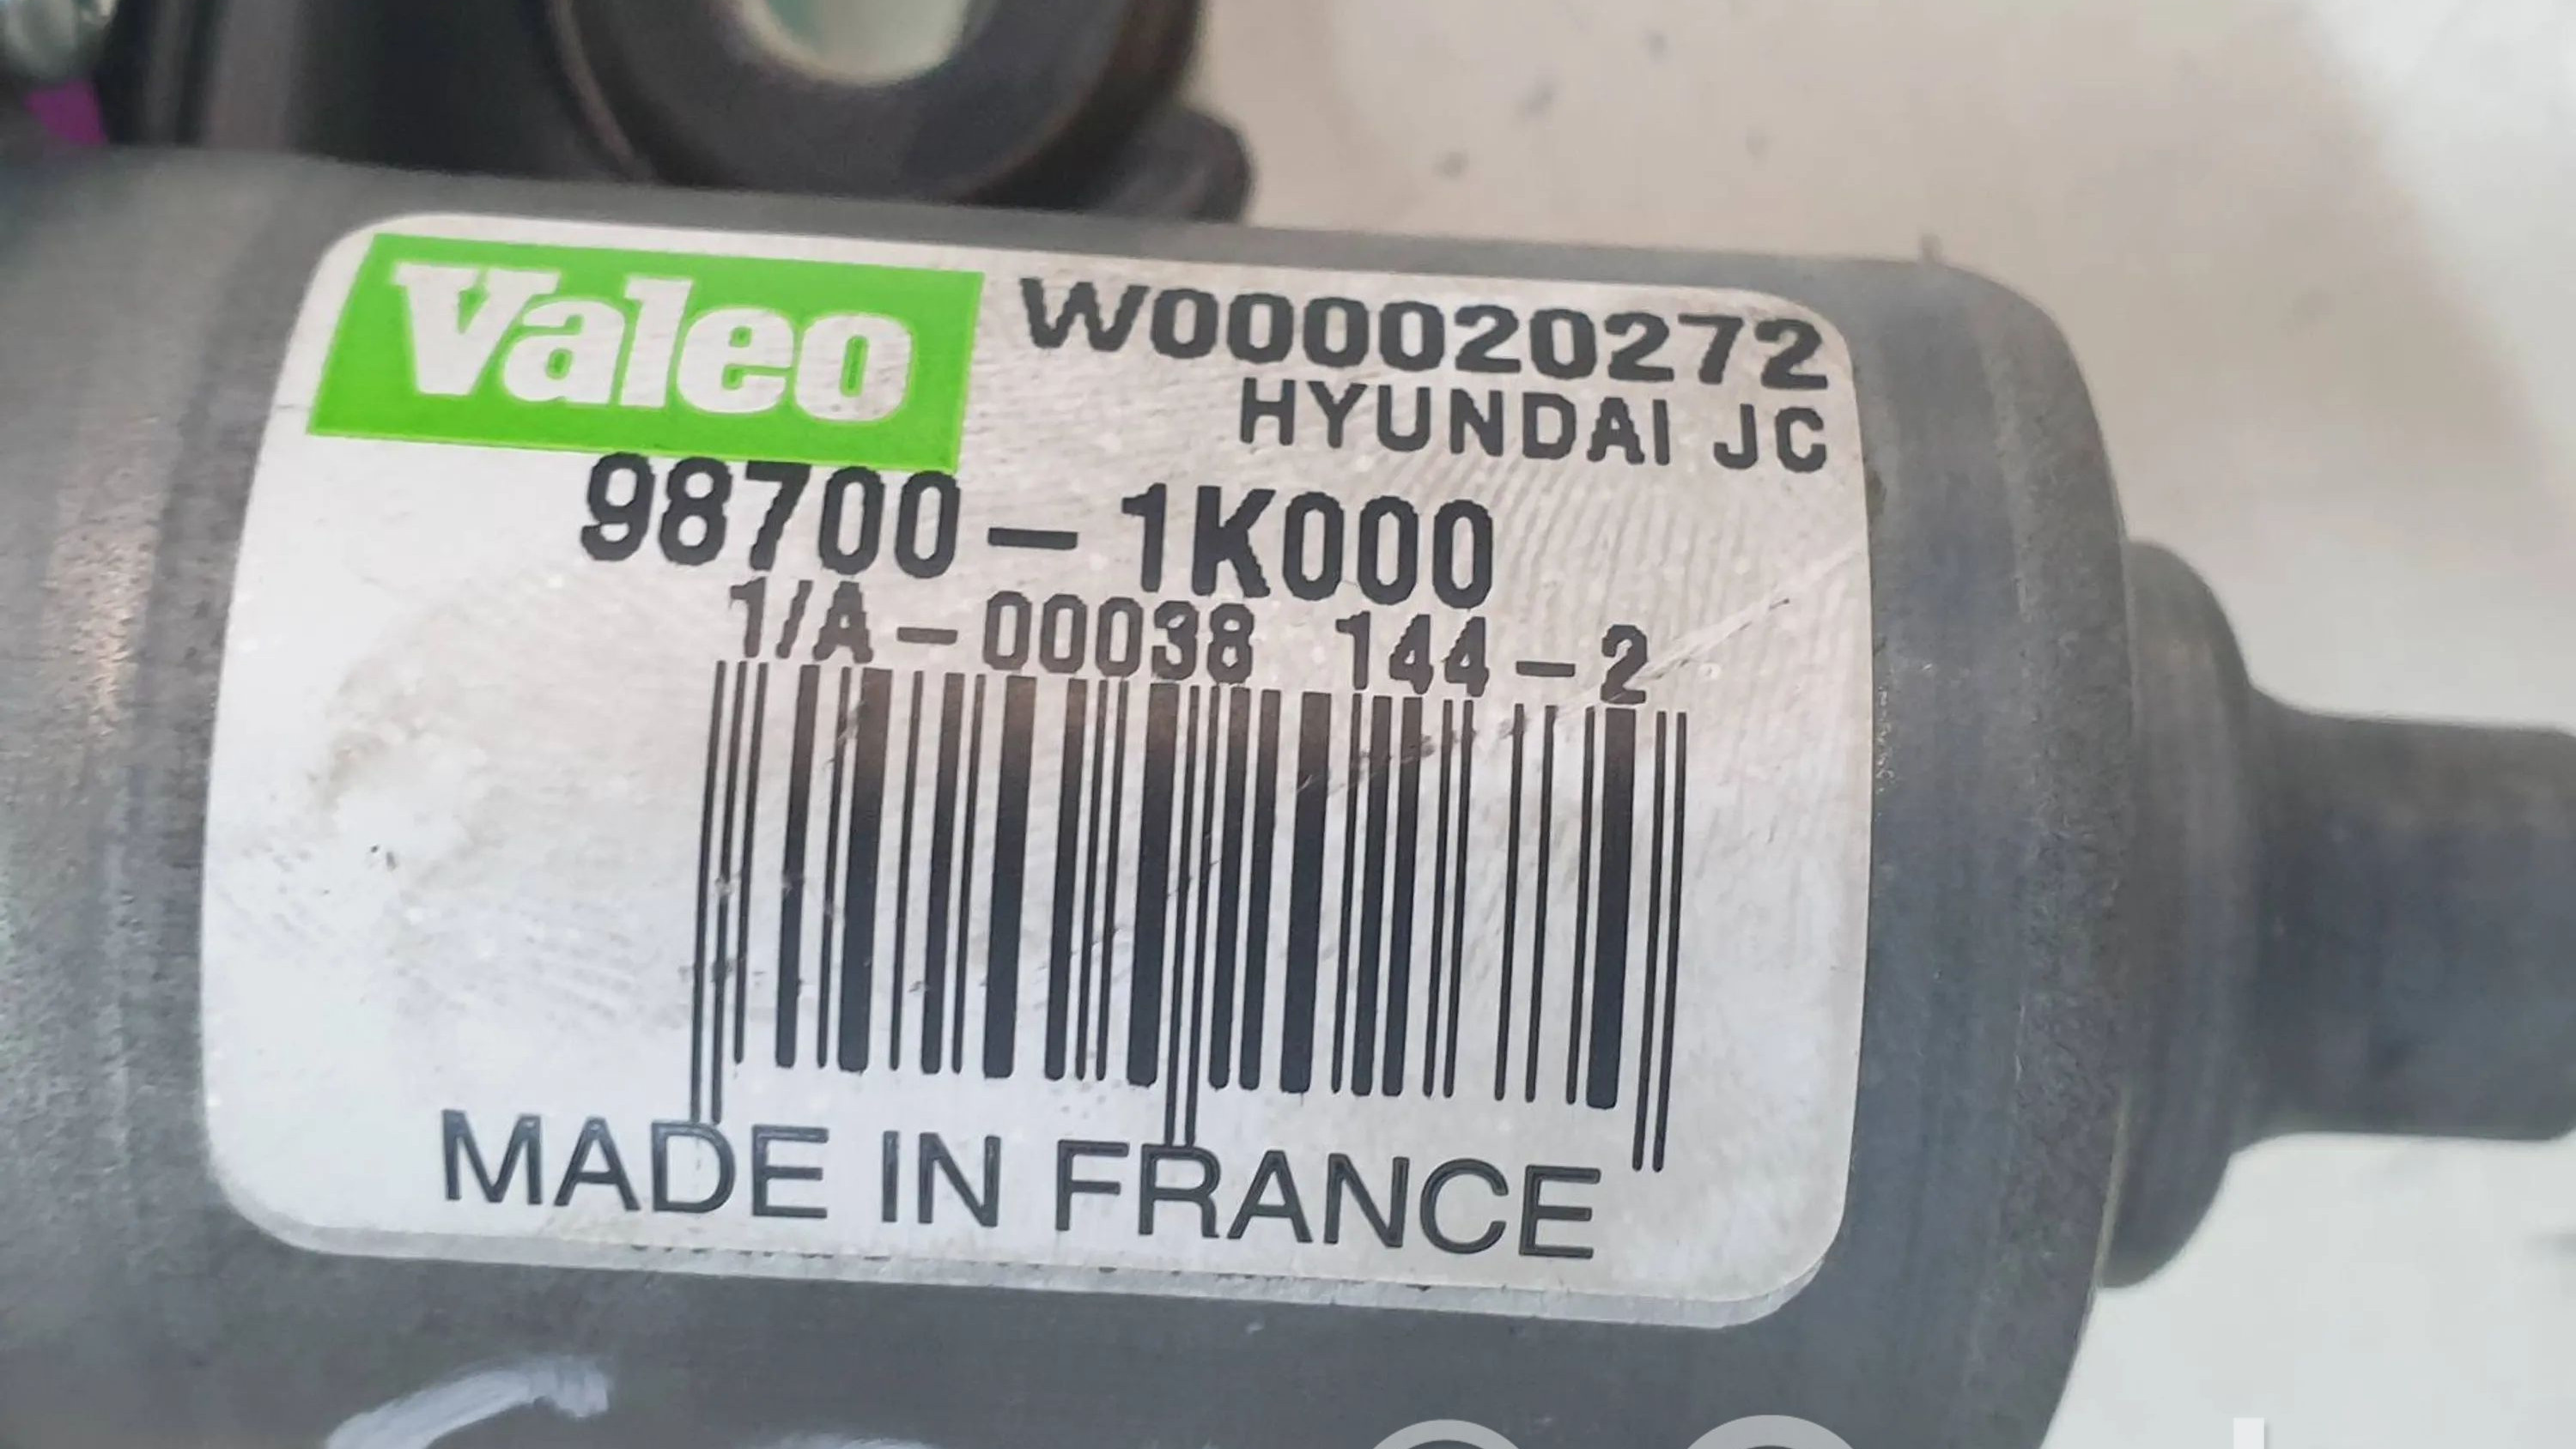 Valeo W000020272
HYUNDAI JC
98700-1K000
1/A-00038 144-2
MADE IN FRANCE